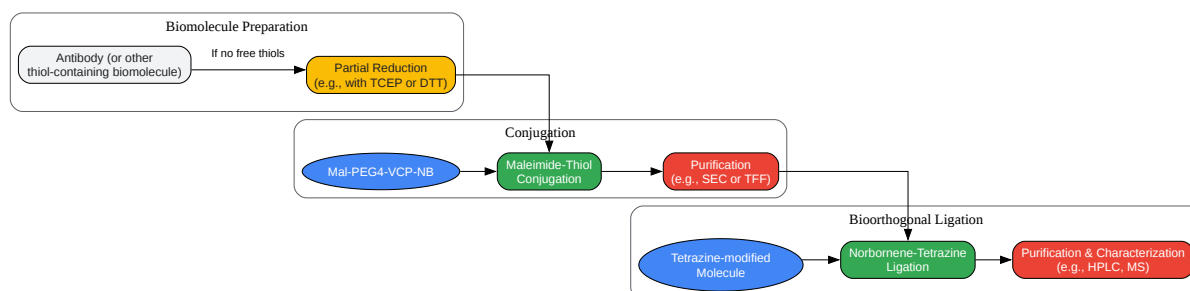 Biomolecule Preparation
Antibody (or other
thiol-containing biomolecule)
If no free thiols
Partial Reduction
(e.g., with TCEP or DTT)
Conjugation
Mal-PEG4-VCP-NB
Maleimide-Thiol
Conjugation
Purification
(e.g., SEC or TFF)
Bioorthogonal Ligation
Tetrazine-modified
Molecule
Norbornene-Tetrazine
Ligation
Purification & Characterization
(e.g., HPLC, MS)